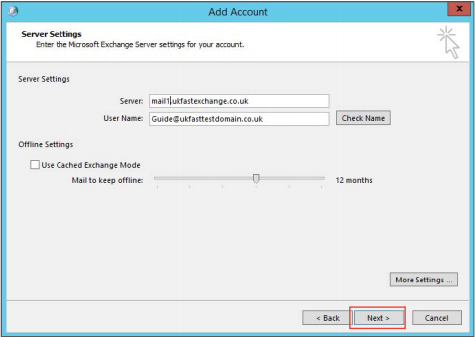 Add Account
x
Server Settings
Enter the Microsoft Exchange Server settings for your account.
Server Settings
Server: mail1.ukfastexchange.co.uk
User Name: Guide@ukfasttestdomain.co.uk Check Name
Offline Settings
Use Cached Exchange Mode
Mail to keep offline: 12 months
More Settings ...
< Back Next > Cancel